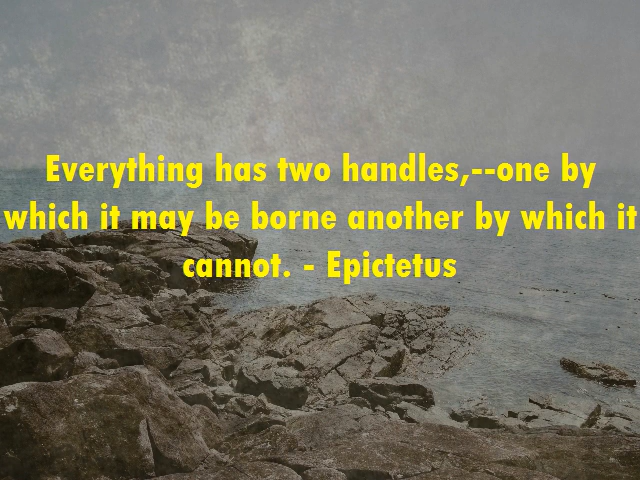 Everything has two handles,--one by
which it may be borne another by which it
cannot. - Epictetus